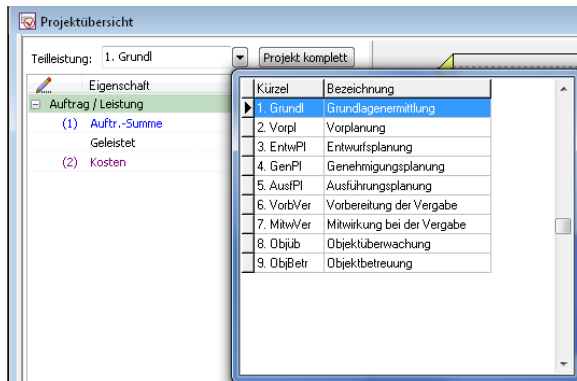 Projektübersicht
Teilleistung: 1. Grundl Projekt komplett
Eigenschaft
Auftrag / Leistung
(1) Auftr.-Summe
Geleistet
(2) Kosten
Kürzel Bezeichnung
1. Grundl Grundlagenermittlung
2. Vorpl Vorplanung
3. EntwPl Entwurfsplanung
4. GenPl Genehmigungsplanung
5. AusfPl Ausführungsplanung
6. VorbVer Vorbereitung der Vergabe
7. MitwVer Mitwirkung bei der Vergabe
8. Objüb Objektüberwachung
9. ObjBetr Objektbetreuung